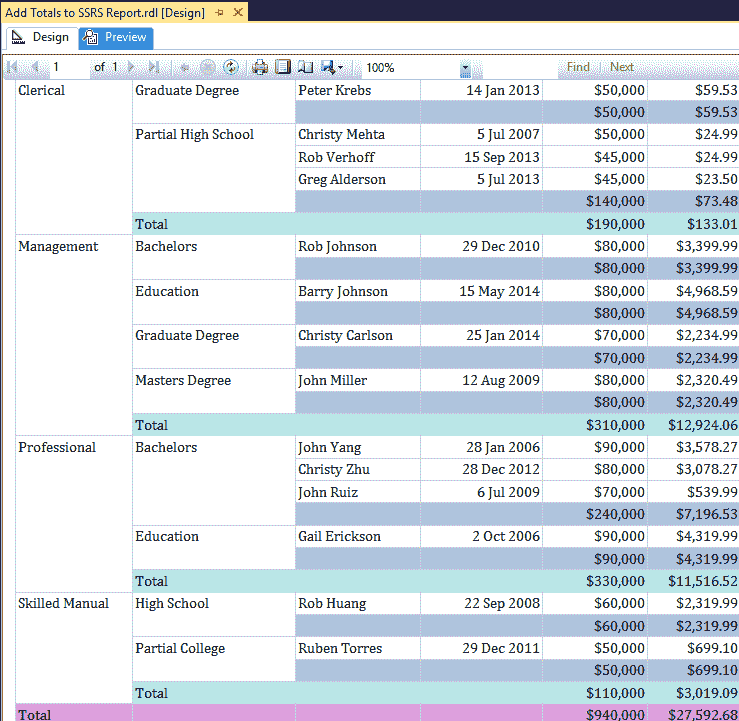 Add Totals to SSRS Report.rdl [Design]
Design Preview
1 of 1 100% Find Next
Clerical Graduate Degree Peter Krebs 14 Jan 2013 $50,000 $59.53
$50,000 $59.53
Partial High School Christy Mehta 5 Jul 2007 $50,000 $24.99
Rob Verhoff 15 Sep 2013 $45,000 $24.99
Greg Alderson 5 Jul 2013 $45,000 $23.50
$140,000 $73.48
Total $190,000 $133.01
Management Bachelors Rob Johnson 29 Dec 2010 $80,000 $3,399.99
$80,000 $3,399.99
Education Barry Johnson 15 May 2014 $80,000 $4,968.59
$80,000 $4,968.59
Graduate Degree Christy Carlson 25 Jan 2014 $70,000 $2,234.99
$70,000 $2,234.99
Masters Degree John Miller 12 Aug 2009 $80,000 $2,320.49
$80,000 $2,320.49
Total $310,000 $12,924.06
Professional Bachelors John Yang 28 Jan 2006 $90,000 $3,578.27
Christy Zhu 28 Dec 2012 $80,000 $3,078.27
John Ruiz 6 Jul 2009 $70,000 $539.99
$240,000 $7,196.53
Education Gail Erickson 2 Oct 2006 $90,000 $4,319.99
$90,000 $4,319.99
Total $330,000 $11,516.52
Skilled Manual High School Rob Huang 22 Sep 2008 $60,000 $2,319.99
$60,000 $2,319.99
Partial College Ruben Torres 29 Dec 2011 $50,000 $699.10
$50,000 $699.10
Total $110,000 $3,019.09
Total $940,000 $27,592.68